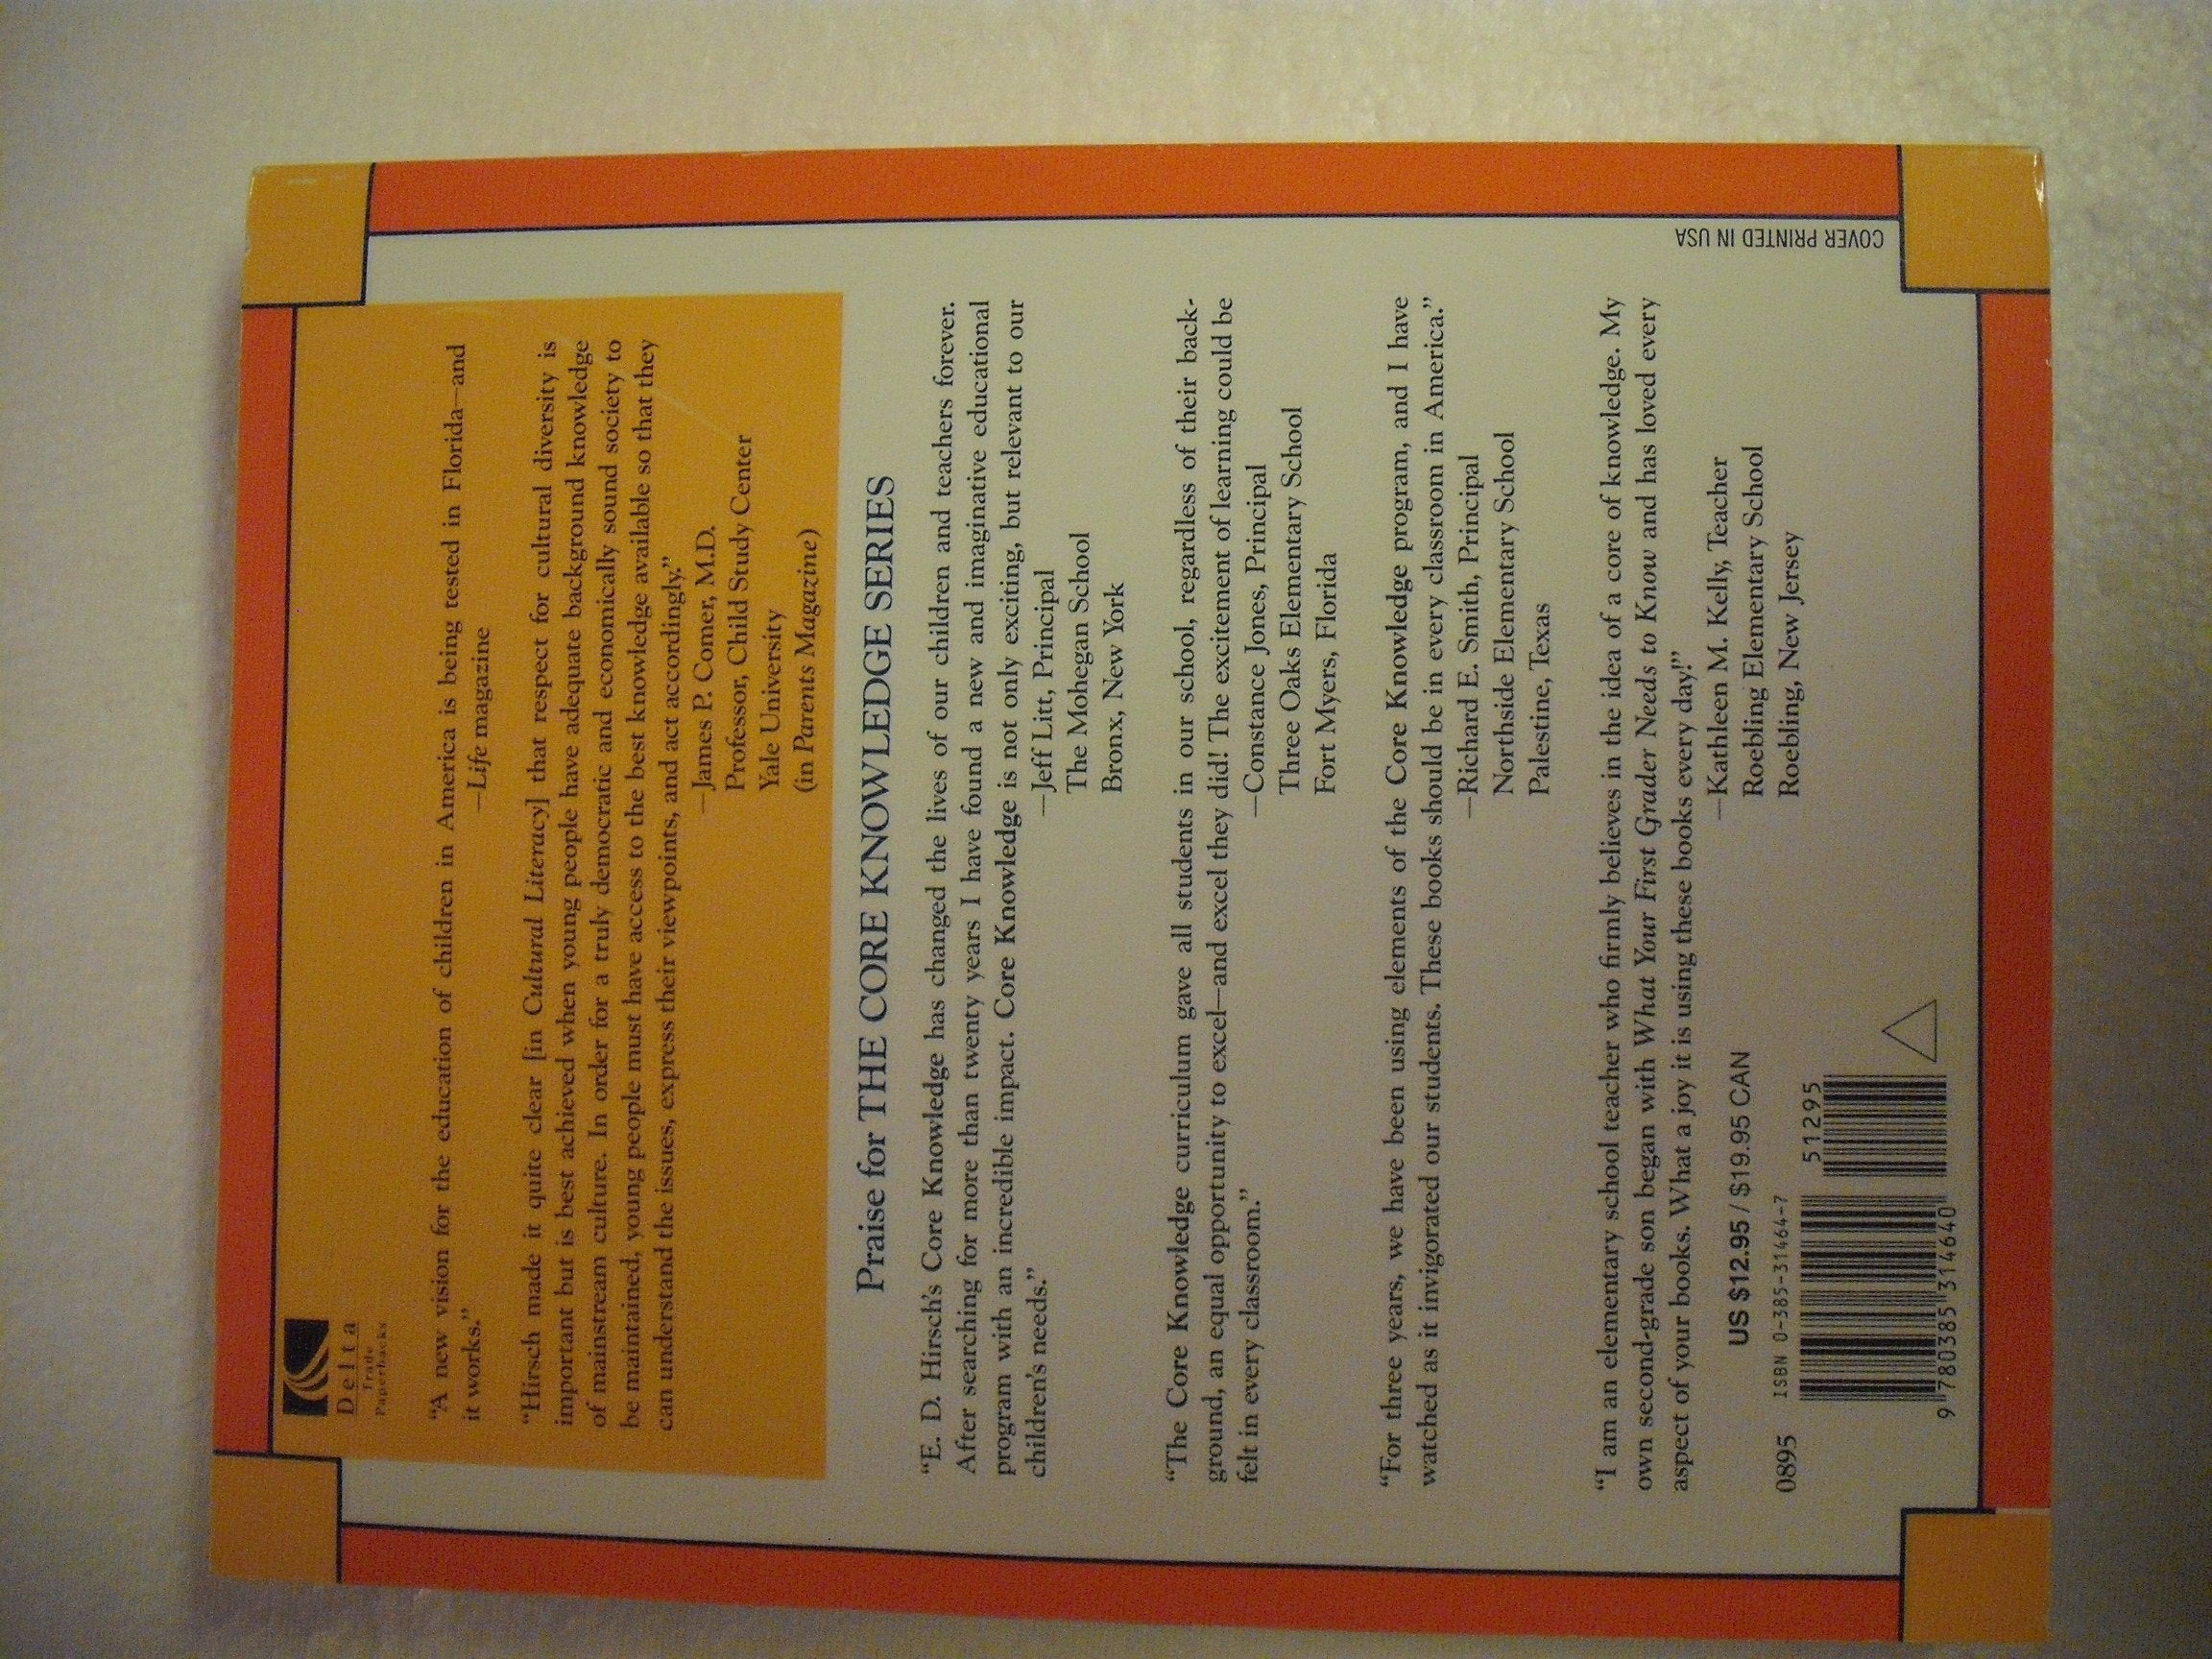 Delta
Trade
Paperbacks
“A new vision for the education of children in America is being tested in Florida—and
it works.”
—Life magazine
“Hirsch made it quite clear [in Cultural Literacy] that respect for cultural diversity is
important but is best achieved when young people have adequate background knowledge
of mainstream culture. In order for a truly democratic and economically sound society to
be maintained, young people must have access to the best knowledge available so that they
can understand the issues, express their viewpoints, and act accordingly.”
—James P. Comer, M.D.
Professor, Child Study Center
Yale University
(in Parents Magazine)
Praise for THE CORE KNOWLEDGE SERIES
“E. D. Hirsch's Core Knowledge has changed the lives of our children and teachers forever.
After searching for more than twenty years I have found a new and imaginative educational
program with an incredible impact. Core Knowledge is not only exciting, but relevant to our
children's needs.”
—Jeff Litt, Principal
The Mohegan School
Bronx, New York
“The Core Knowledge curriculum gave all students in our school, regardless of their back-
ground, an equal opportunity to excel—and excel they did! The excitement of learning could be
felt in every classroom.”
—Constance Jones, Principal
Three Oaks Elementary School
Fort Myers, Florida
“For three years, we have been using elements of the Core Knowledge program, and I have
watched as it invigorated our students. These books should be in every classroom in America.”
—Richard E. Smith, Principal
Northside Elementary School
Palestine, Texas
“I am an elementary school teacher who firmly believes in the idea of a core of knowledge. My
own second-grade son began with What Your First Grader Needs to Know and has loved every
aspect of your books. What a joy it is using these books every day!”
—Kathleen M. Kelly, Teacher
Roebling Elementary School
Roebling, New Jersey
US $12.95 / $19.95 CAN
0895
ISBN 0-385-31464-7
51295
9 780385 314640
COVER PRINTED IN USA